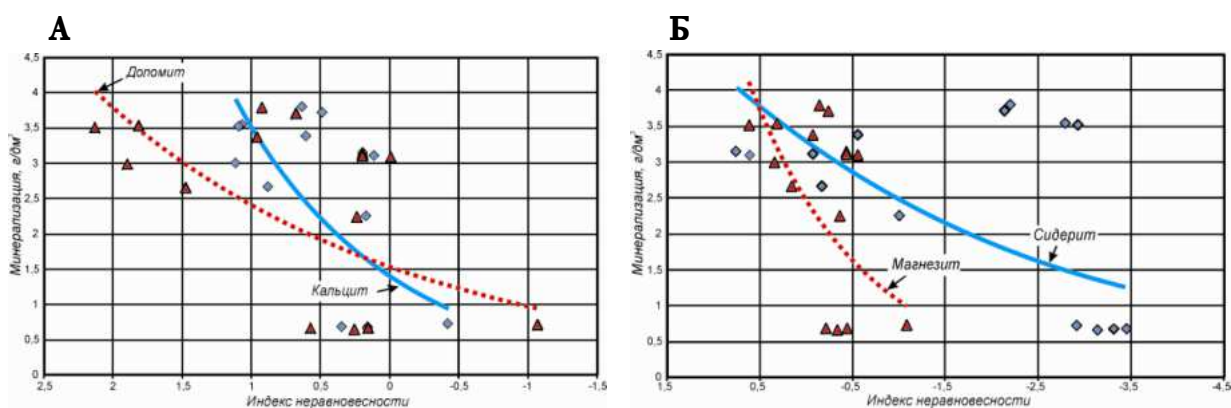 А
Минерализация, г/дм³
4,5
4
3,5
3
2,5
2
1,5
1
0,5
0
Доломит
Кальцит
2,5 2 1,5 1 0,5 0 -0,5 -1 -1,5
Индекс неравновесности
Б
Минерализация, г/дм³
4,5
4
3,5
3
2,5
2
1,5
1
0,5
0
Сидерит
Магнезит
1,5 0,5 -0,5 -1,5 -2,5 -3,5 -4,5
Индекс неравновесности